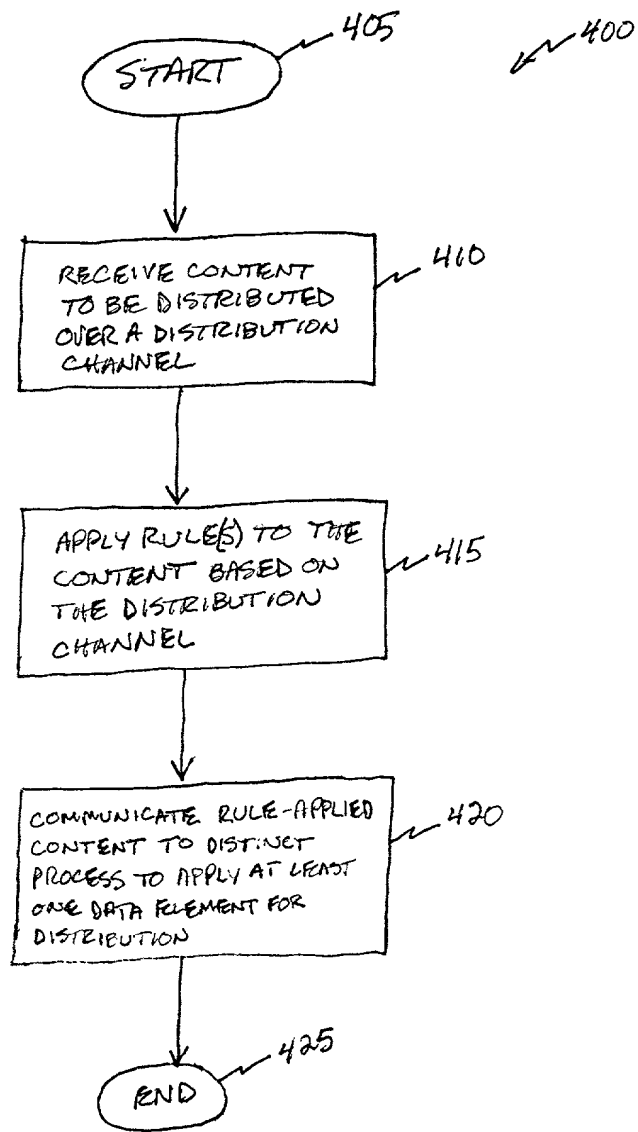 405
400
START
410
RECEIVE CONTENT
TO BE DISTRIBUTED
OVER A DISTRIBUTION
CHANNEL
415
APPLY RULE(S) TO THE
CONTENT BASED ON
THE DISTRIBUTION
CHANNEL
420
COMMUNICATE RULE-APPLIED
CONTENT TO DISTINCT
PROCESS TO APPLY AT LEAST
ONE DATA ELEMENT FOR
DISTRIBUTION
425
END